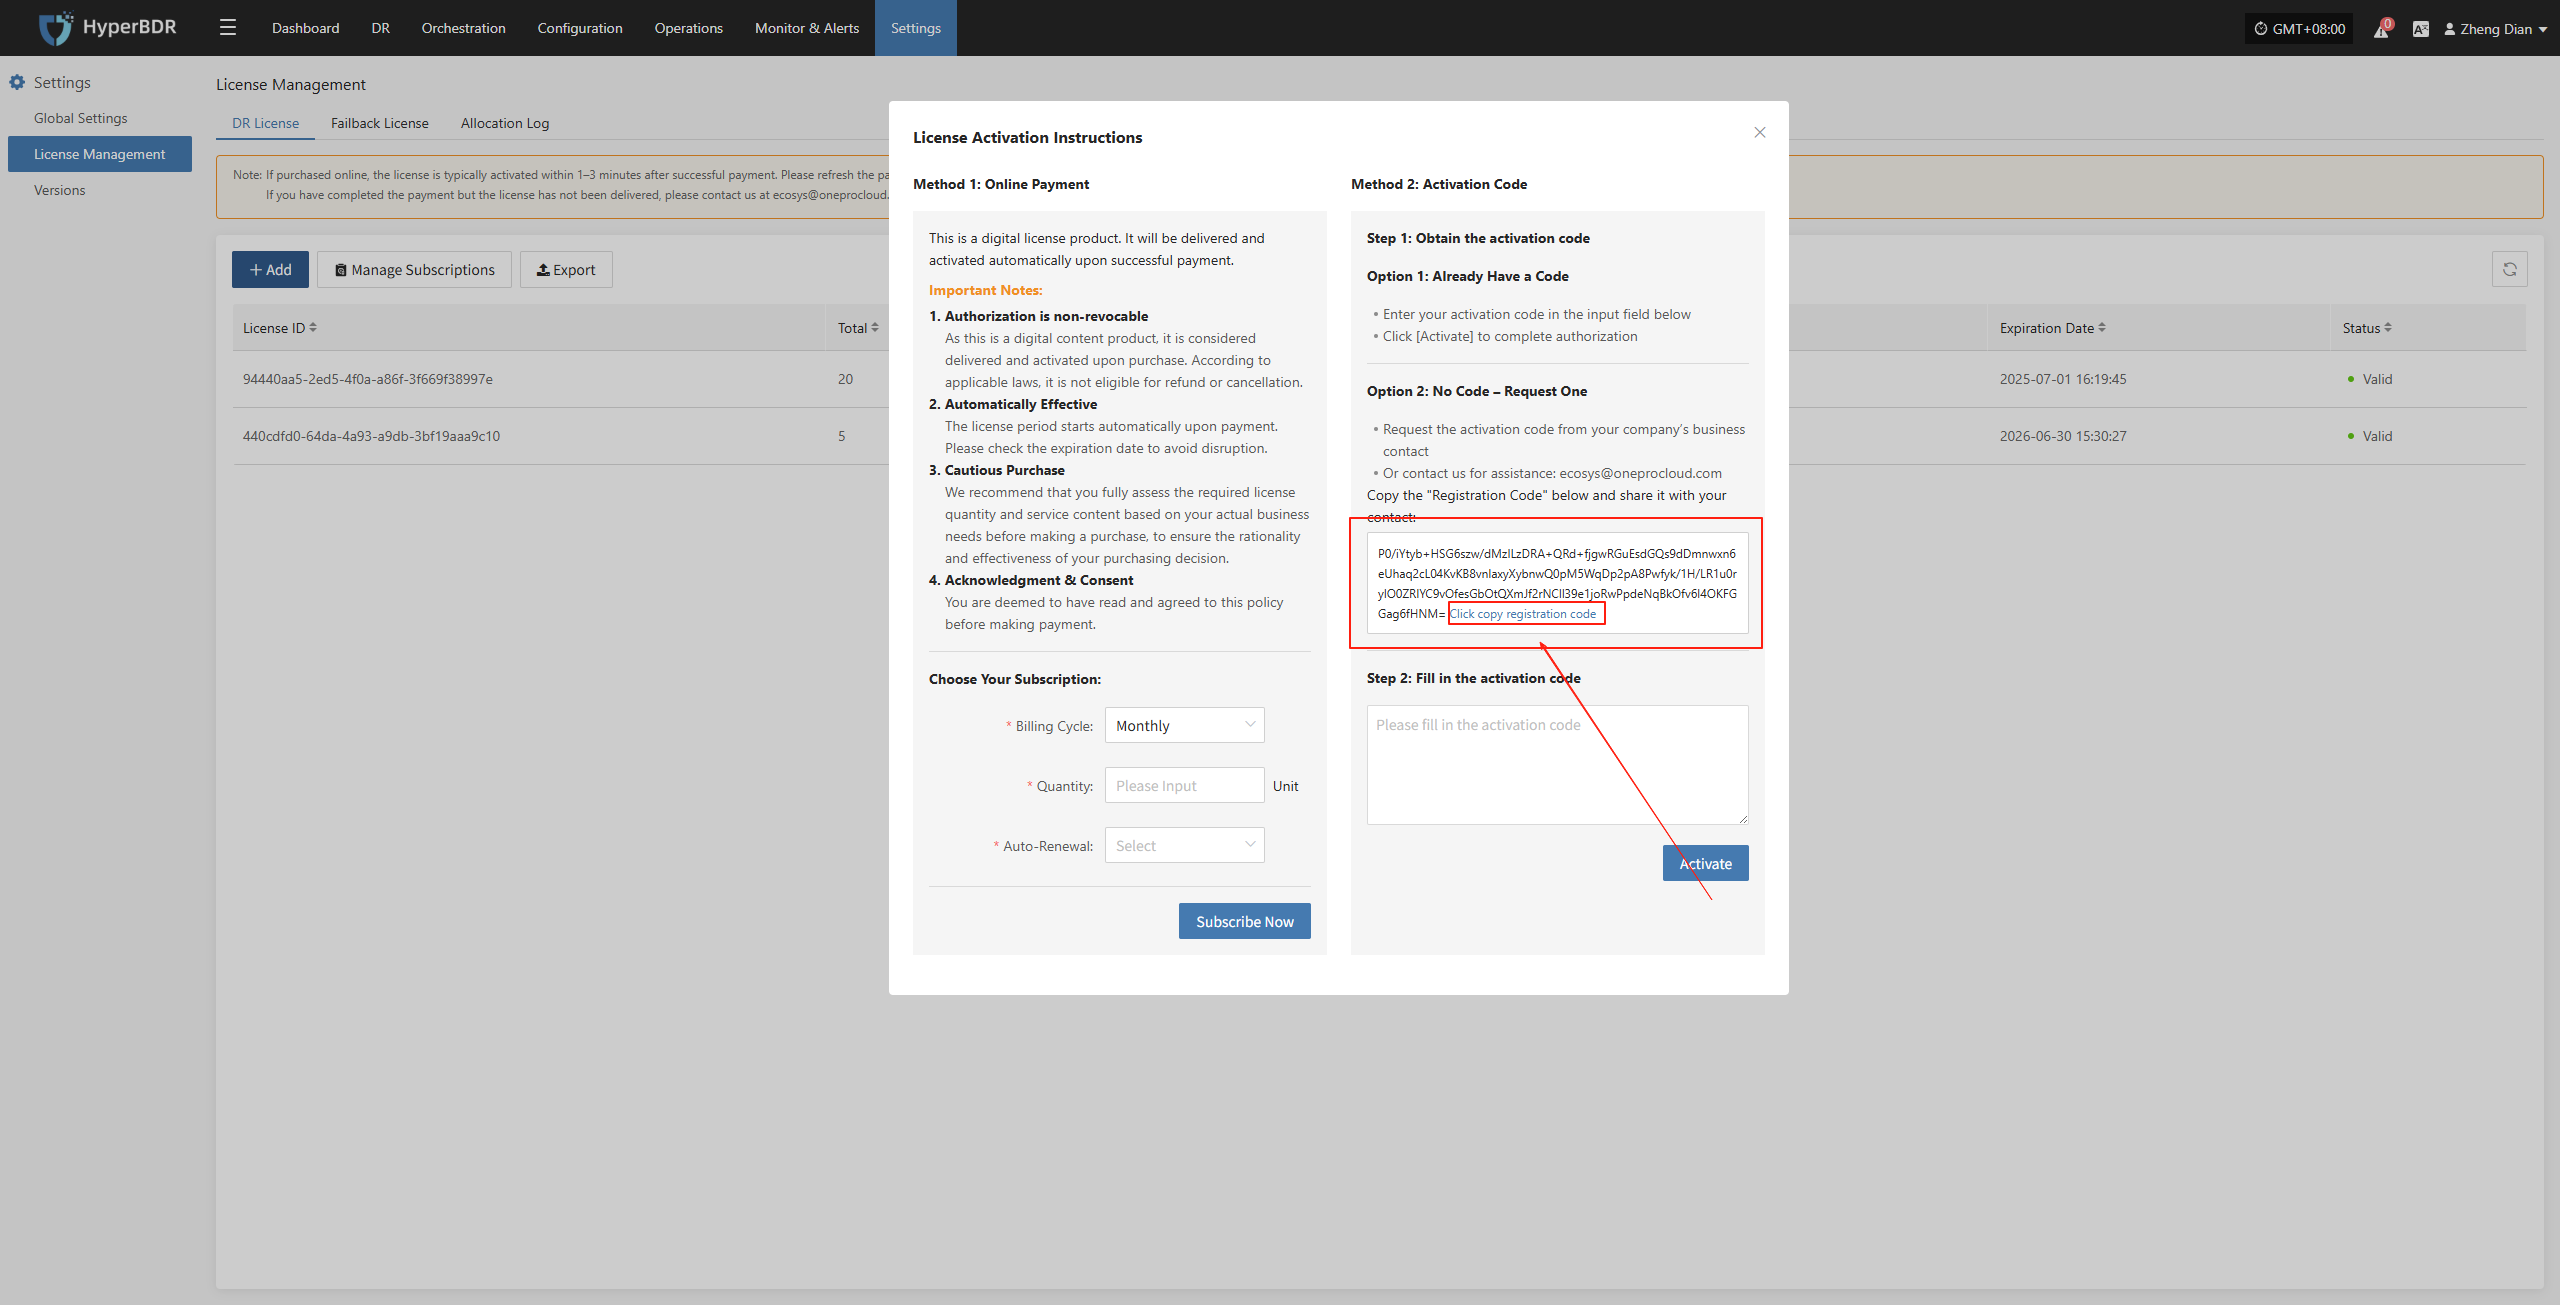 HyperBDR
Dashboard
DR
Orchestration
Configuration
Operations
Monitor & Alerts
Settings
GMT+08:00
0
Zheng Dian
Settings
Global Settings
License Management
Versions
License Management
DR License
Failback License
Allocation Log
Note: If purchased online, the license is typically activated within 1–3 minutes after successful payment. Please refresh the pa
If you have completed the payment but the license has not been delivered, please contact us at ecosys@oneprocloud.
Add
Manage Subscriptions
Export
License ID
Total
Expiration Date
Status
94440aa5-2ed5-4f0a-a86f-3f669f38997e
20
2025-07-01 16:19:45
Valid
440cdfd0-64da-4a93-a9db-3bf19aaa9c10
5
2026-06-30 15:30:27
Valid
License Activation Instructions
Method 1: Online Payment
This is a digital license product. It will be delivered and
activated automatically upon successful payment.
Important Notes:
1. Authorization is non-revocable
As this is a digital content product, it is considered
delivered and activated upon purchase. According to
applicable laws, it is not eligible for refund or cancellation.
2. Automatically Effective
The license period starts automatically upon payment.
Please check the expiration date to avoid disruption.
3. Cautious Purchase
We recommend that you fully assess the required license
quantity and service content based on your actual business
needs before making a purchase, to ensure the rationality
and effectiveness of your purchasing decision.
4. Acknowledgment & Consent
You are deemed to have read and agreed to this policy
before making payment.
Choose Your Subscription:
* Billing Cycle: Monthly
* Quantity: Please Input Unit
* Auto-Renewal: Select
Subscribe Now
Method 2: Activation Code
Step 1: Obtain the activation code
Option 1: Already Have a Code
• Enter your activation code in the input field below
• Click [Activate] to complete authorization
Option 2: No Code – Request One
• Request the activation code from your company's business
contact
• Or contact us for assistance: ecosys@oneprocloud.com
Copy the "Registration Code" below and share it with your
contact:
Click copy registration code
Step 2: Fill in the activation code
Please fill in the activation code
Activate